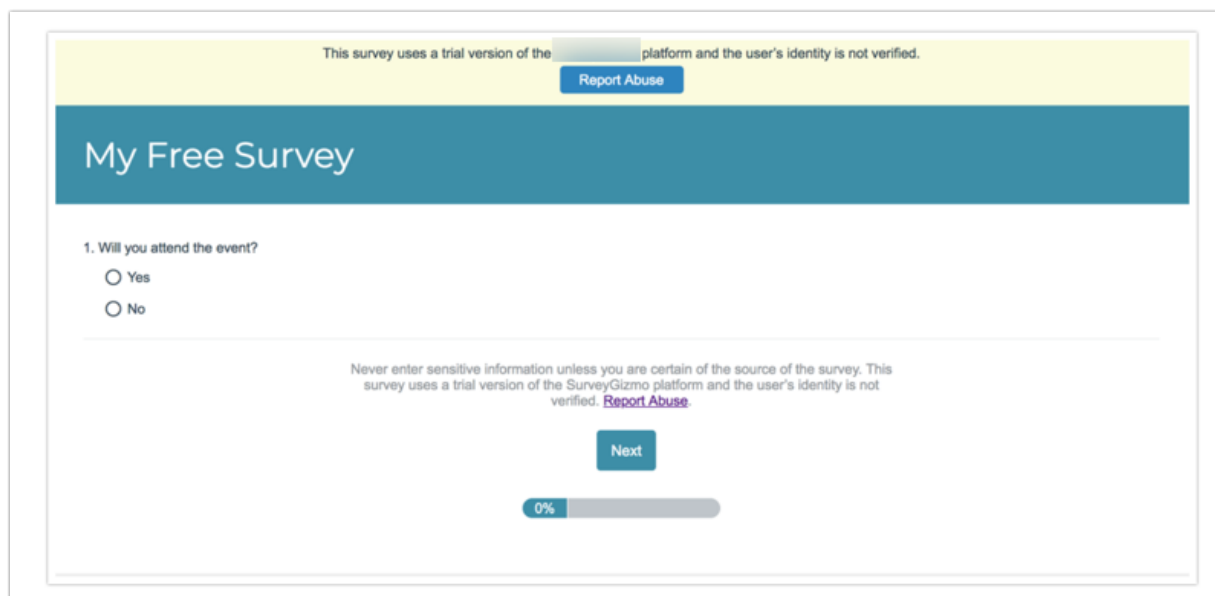 This survey uses a trial version of the platform and the user's identity is not verified.
Report Abuse
My Free Survey
1. Will you attend the event?
Yes
No
Never enter sensitive information unless you are certain of the source of the survey. This
survey uses a trial version of the SurveyGizmo platform and the user's identity is not
verified. Report Abuse.
Next
0%